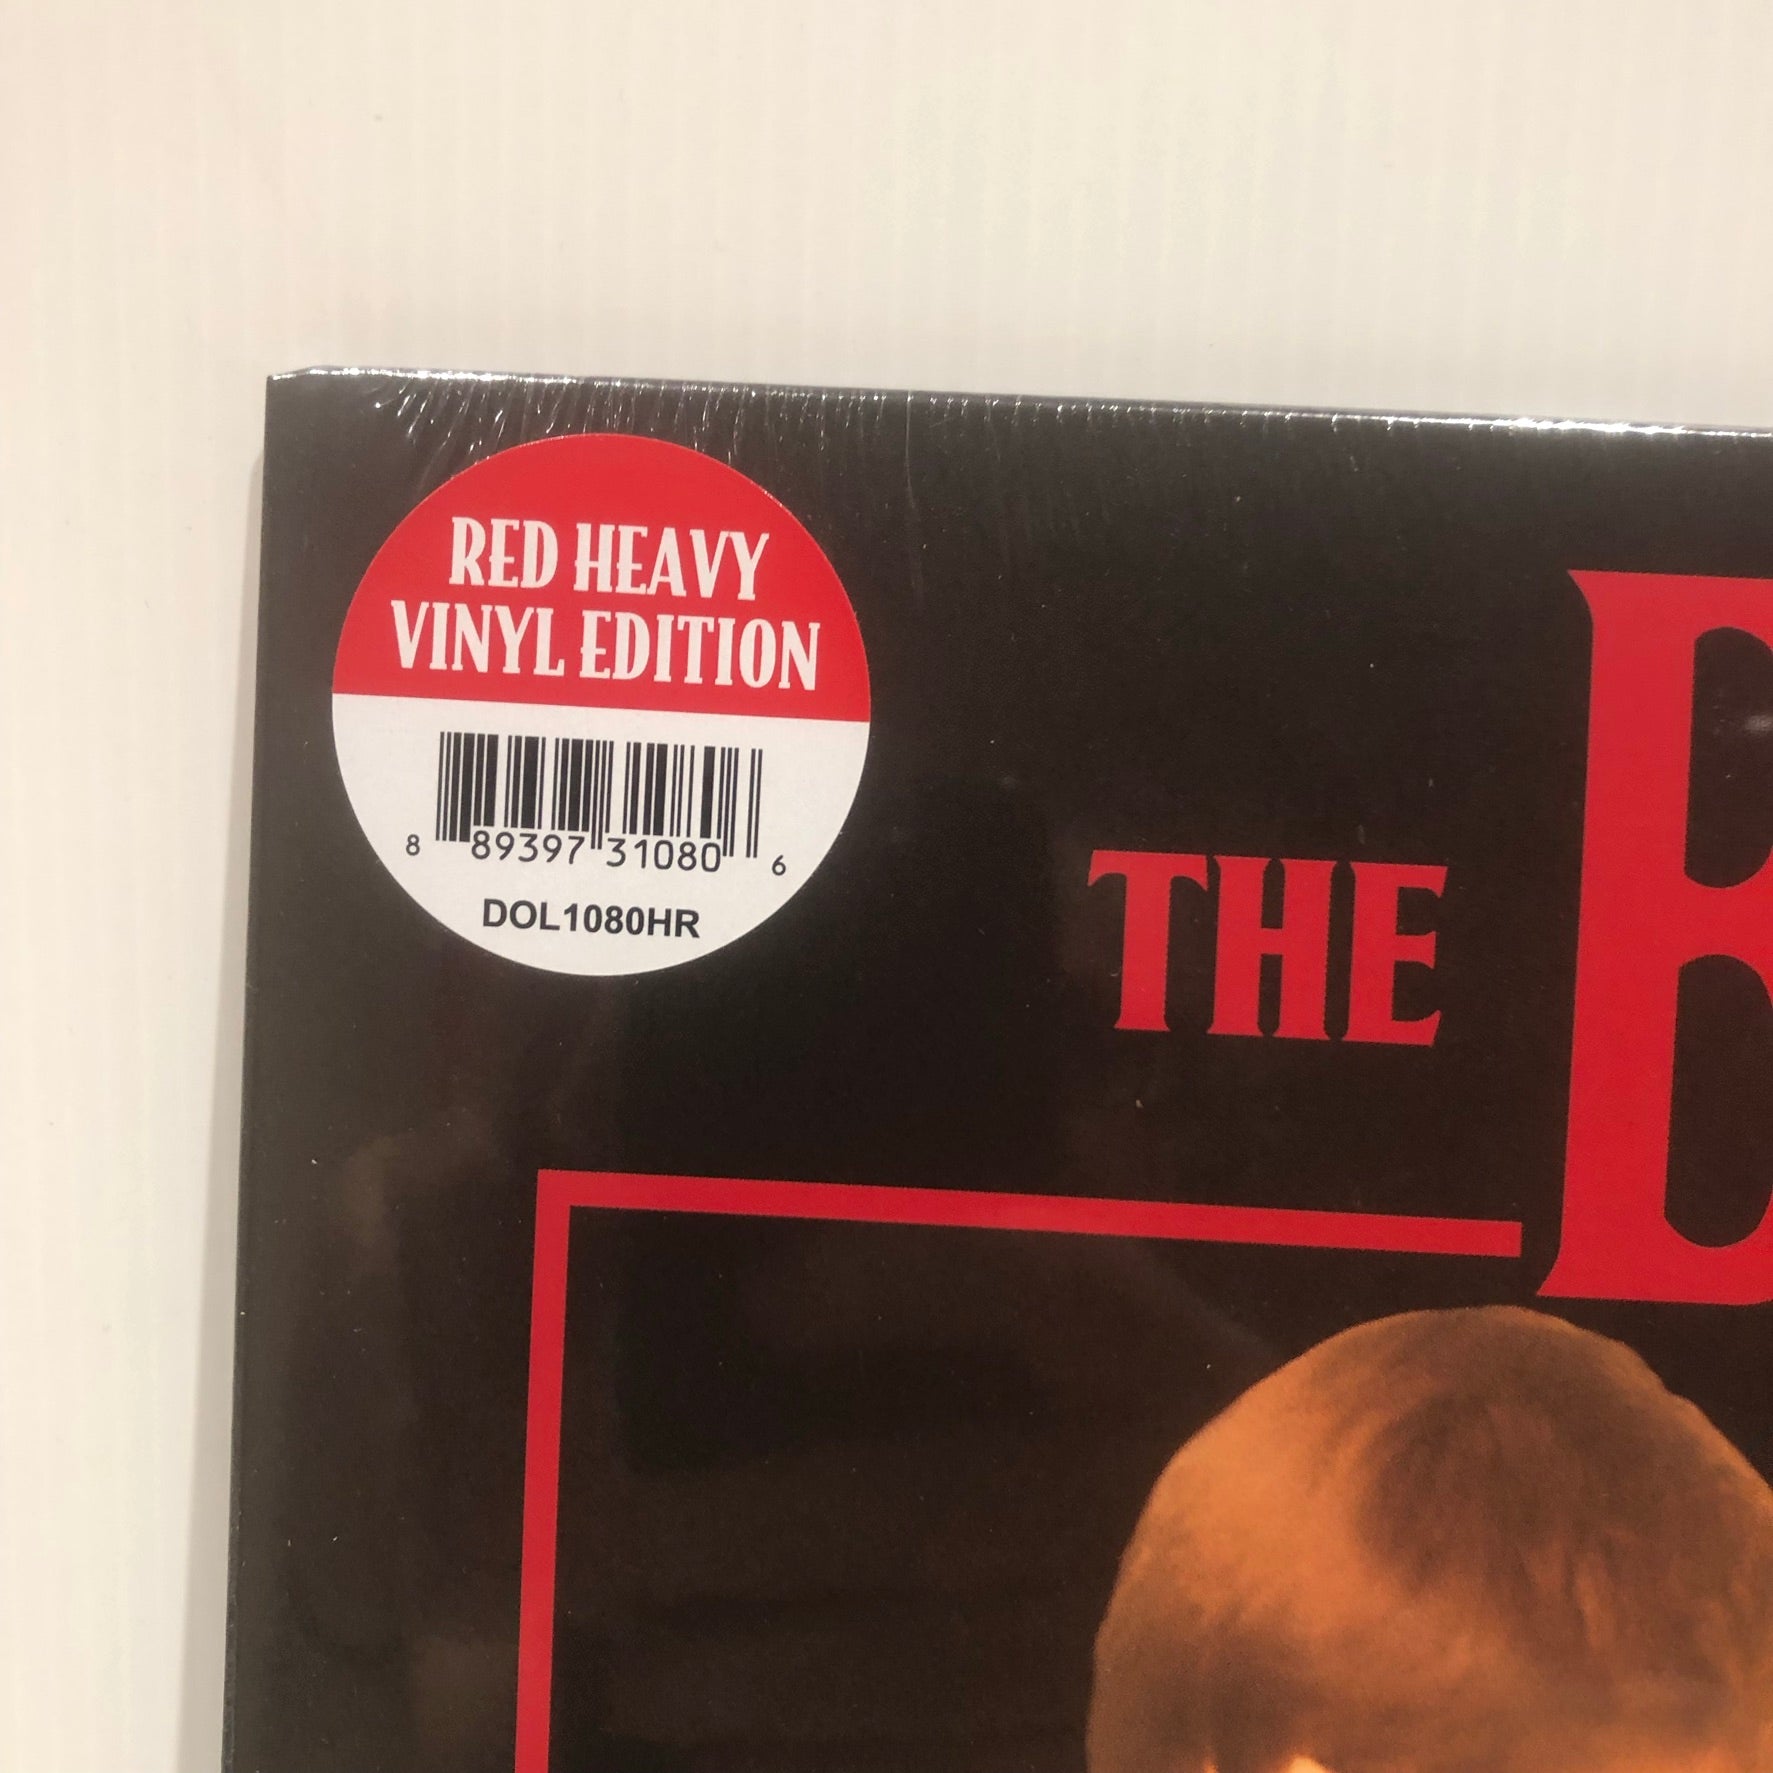 RED HEAVY
VINYL EDITION
8 89397 31080 6
DOL1080HR
THE